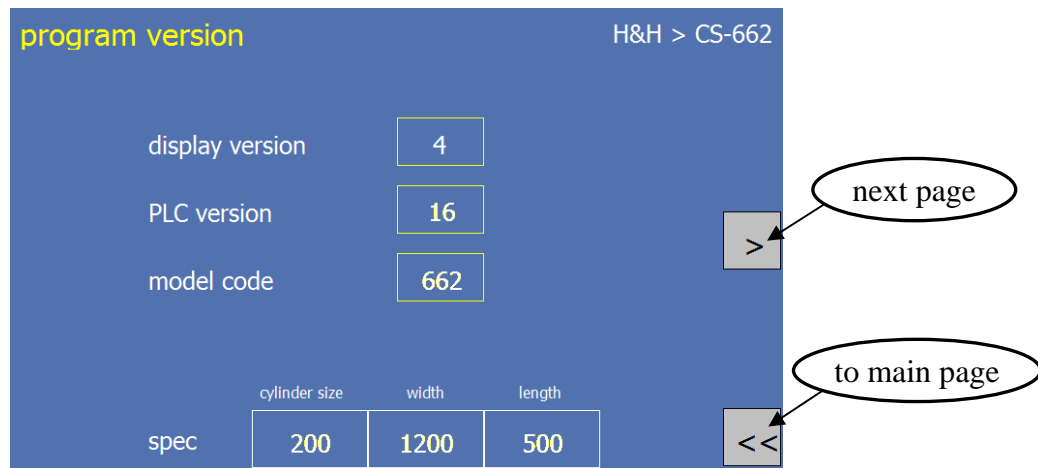 program version
H&H > CS-662
display version 4
PLC version 16
next page
>
model code 662
to main page
cylinder size width length
spec 200 1200 500
<<